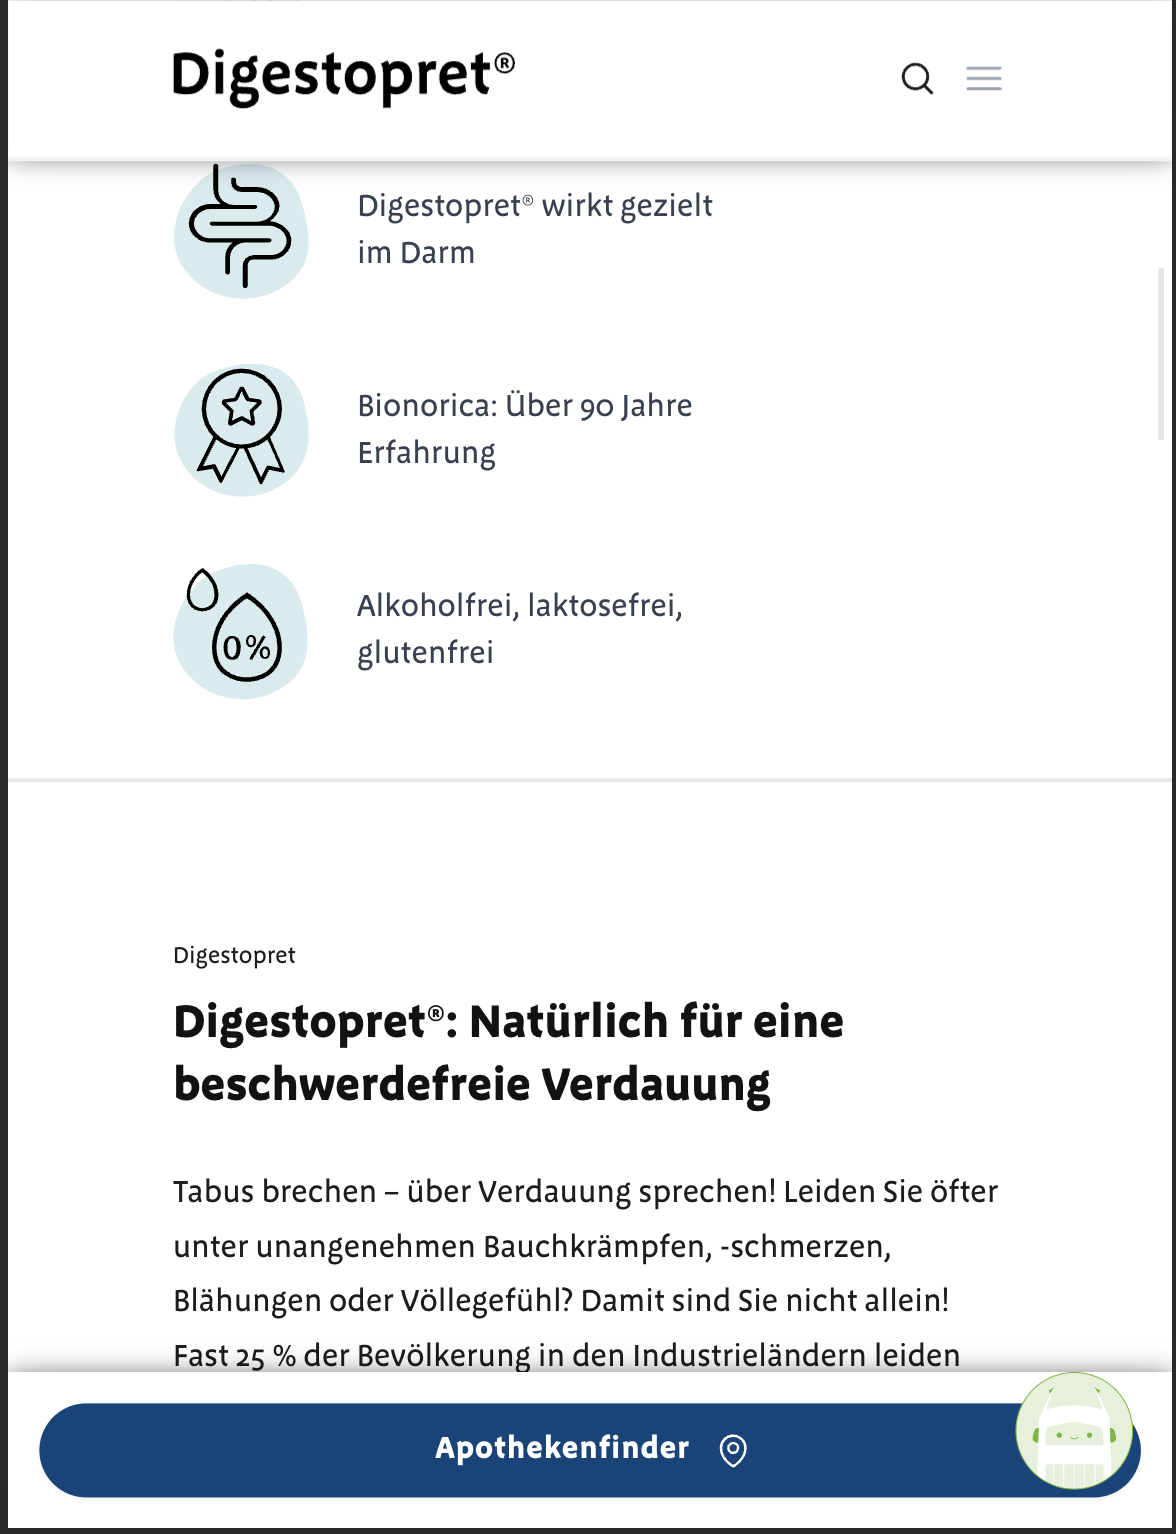 Digestopret®
Digestopret® wirkt gezielt
im Darm
Bionorica: Über 90 Jahre
Erfahrung
0%
Alkoholfrei, laktosefrei,
glutenfrei
Digestopret
Digestopret®: Natürlich für eine
beschwerdefreie Verdauung
Tabus brechen – über Verdauung sprechen! Leiden Sie öfter
unter unangenehmen Bauchkrämpfen, -schmerzen,
Blähungen oder Völlegefühl? Damit sind Sie nicht allein!
Fast 25 % der Bevölkerung in den Industrieländern leiden
Apothekenfinder